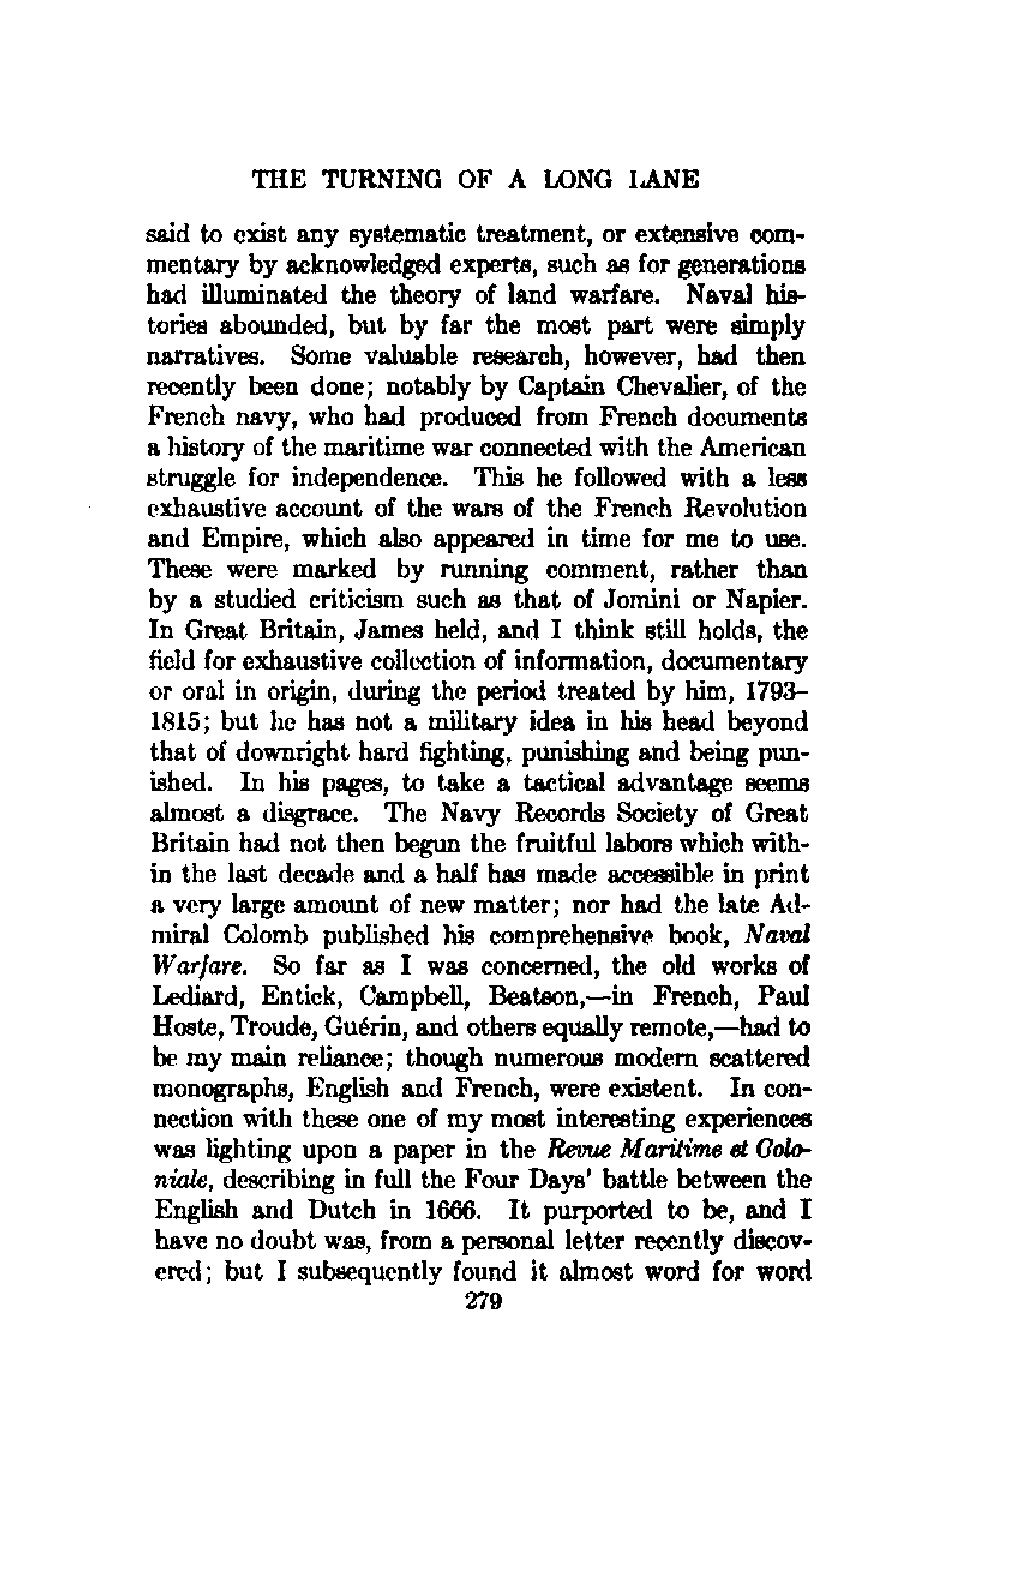 THE TURNING OF A LONG LANE
said to exist any systematic treatment, or extensive com-
mentary by acknowledged experts, such as for generations
had illuminated the theory of land warfare. Naval his-
tories abounded, but by far the most part were simply
narratives. Some valuable research, however, had then
recently been done; notably by Captain Chevalier, of the
French navy, who had produced from French documents
a history of the maritime war connected with the American
struggle for independence. This he followed with a less
exhaustive account of the wars of the French Revolution
and Empire, which also appeared in time for me to use.
These were marked by running comment, rather than
by a studied criticism such as that of Jomini or Napier.
In Great Britain, James held, and I think still holds, the
field for exhaustive collection of information, documentary
or oral in origin, during the period treated by him, 1793–
1815; but he has not a military idea in his head beyond
that of downright hard fighting, punishing and being pun-
ished. In his pages, to take a tactical advantage seems
almost a disgrace. The Navy Records Society of Great
Britain had not then begun the fruitful labors which with-
in the last decade and a half has made accessible in print
a very large amount of new matter; nor had the late Ad-
miral Colomb published his comprehensive book, Naval
Warfare. So far as I was concerned, the old works of
Lediard, Entick, Campbell, Beatson,—in French, Paul
Hoste, Troude, Guérin, and others equally remote,—had to
be my main reliance; though numerous modern scattered
monographs, English and French, were existent. In con-
nection with these one of my most interesting experiences
was lighting upon a paper in the Revue Maritime et Colo-
niale, describing in full the Four Days' battle between the
English and Dutch in 1666. It purported to be, and I
have no doubt was, from a personal letter recently discov-
ered; but I subsequently found it almost word for word
279